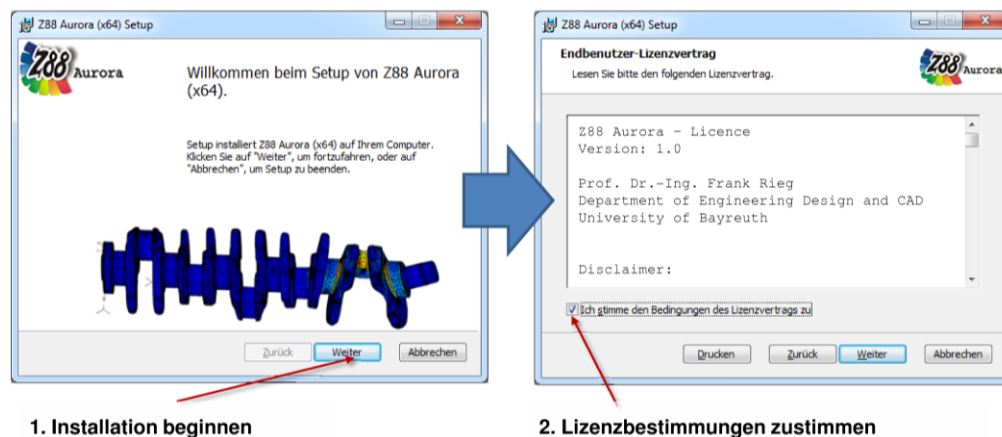 Z88 Aurora (x64) Setup
Z88 Aurora
Willkommen beim Setup von Z88 Aurora
(x64).
Setup installiert Z88 Aurora (x64) auf Ihrem Computer.
Klicken Sie auf "Weiter", um fortzufahren, oder auf
"Abbrechen", um Setup zu beenden.
Zurück Weiter Abbrechen
1. Installation beginnen
Z88 Aurora (x64) Setup
Endbenutzer-Lizenzvertrag
Lesen Sie bitte den folgenden Lizenzvertrag.
Z88 Aurora
Z88 Aurora - Licence
Version: 1.0
Prof. Dr.-Ing. Frank Rieg
Department of Engineering Design and CAD
University of Bayreuth
Disclaimer:
Ich stimme den Bedingungen des Lizenzvertrags zu
Drucken Zurück Weiter Abbrechen
2. Lizenzbestimmungen zustimmen